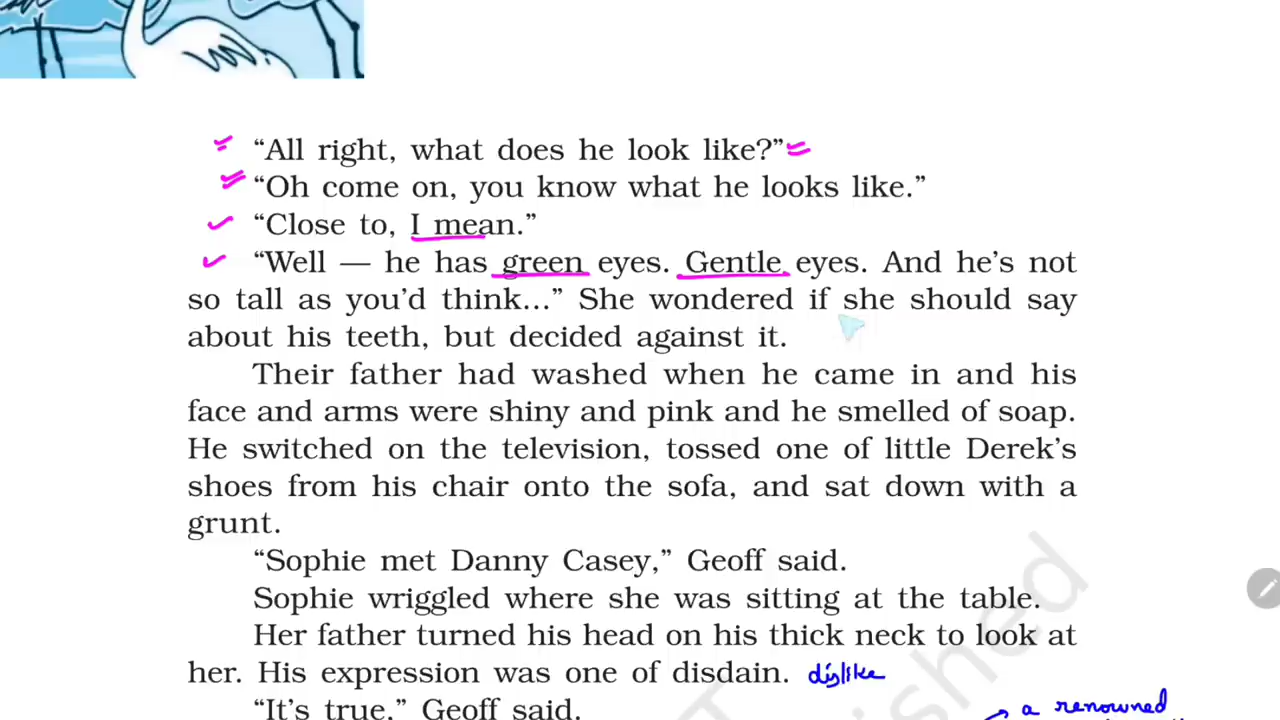 “All right, what does he look like?”
“Oh come on, you know what he looks like.”
“Close to, I mean.”
“Well — he has green eyes. Gentle eyes. And he’s not
so tall as you’d think...” She wondered if she should say
about his teeth, but decided against it.
Their father had washed when he came in and his
face and arms were shiny and pink and he smelled of soap.
He switched on the television, tossed one of little Derek’s
shoes from his chair onto the sofa, and sat down with a
grunt.
“Sophie met Danny Casey,” Geoff said.
Sophie wriggled where she was sitting at the table.
Her father turned his head on his thick neck to look at
her. His expression was one of disdain. dislike
“It’s true,” Geoff said.
a renowned